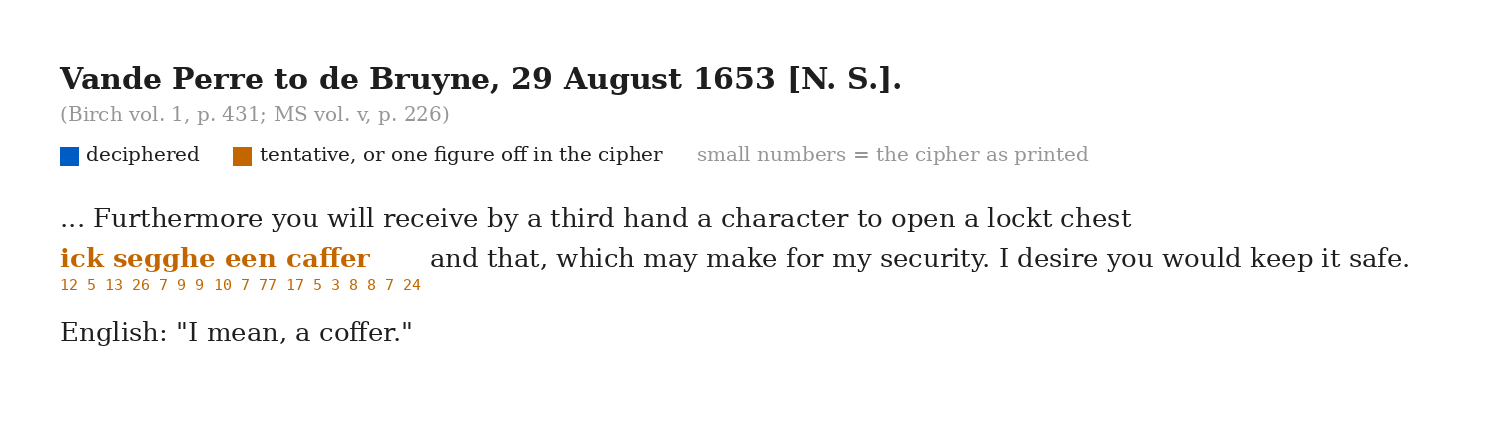 Vande Perre to de Bruyne, 29 August 1653 [N. S.].
(Birch vol. 1, p. 431; MS vol. v, p. 226)
deciphered tentative, or one figure off in the cipher small numbers = the cipher as printed
... Furthermore you will receive by a third hand a character to open a lockt chest
ick segghe een caffer and that, which may make for my security. I desire you would keep it safe.
12 5 13 26 7 9 9 10 7 77 17 5 3 8 8 7 24
English: "I mean, a coffer."